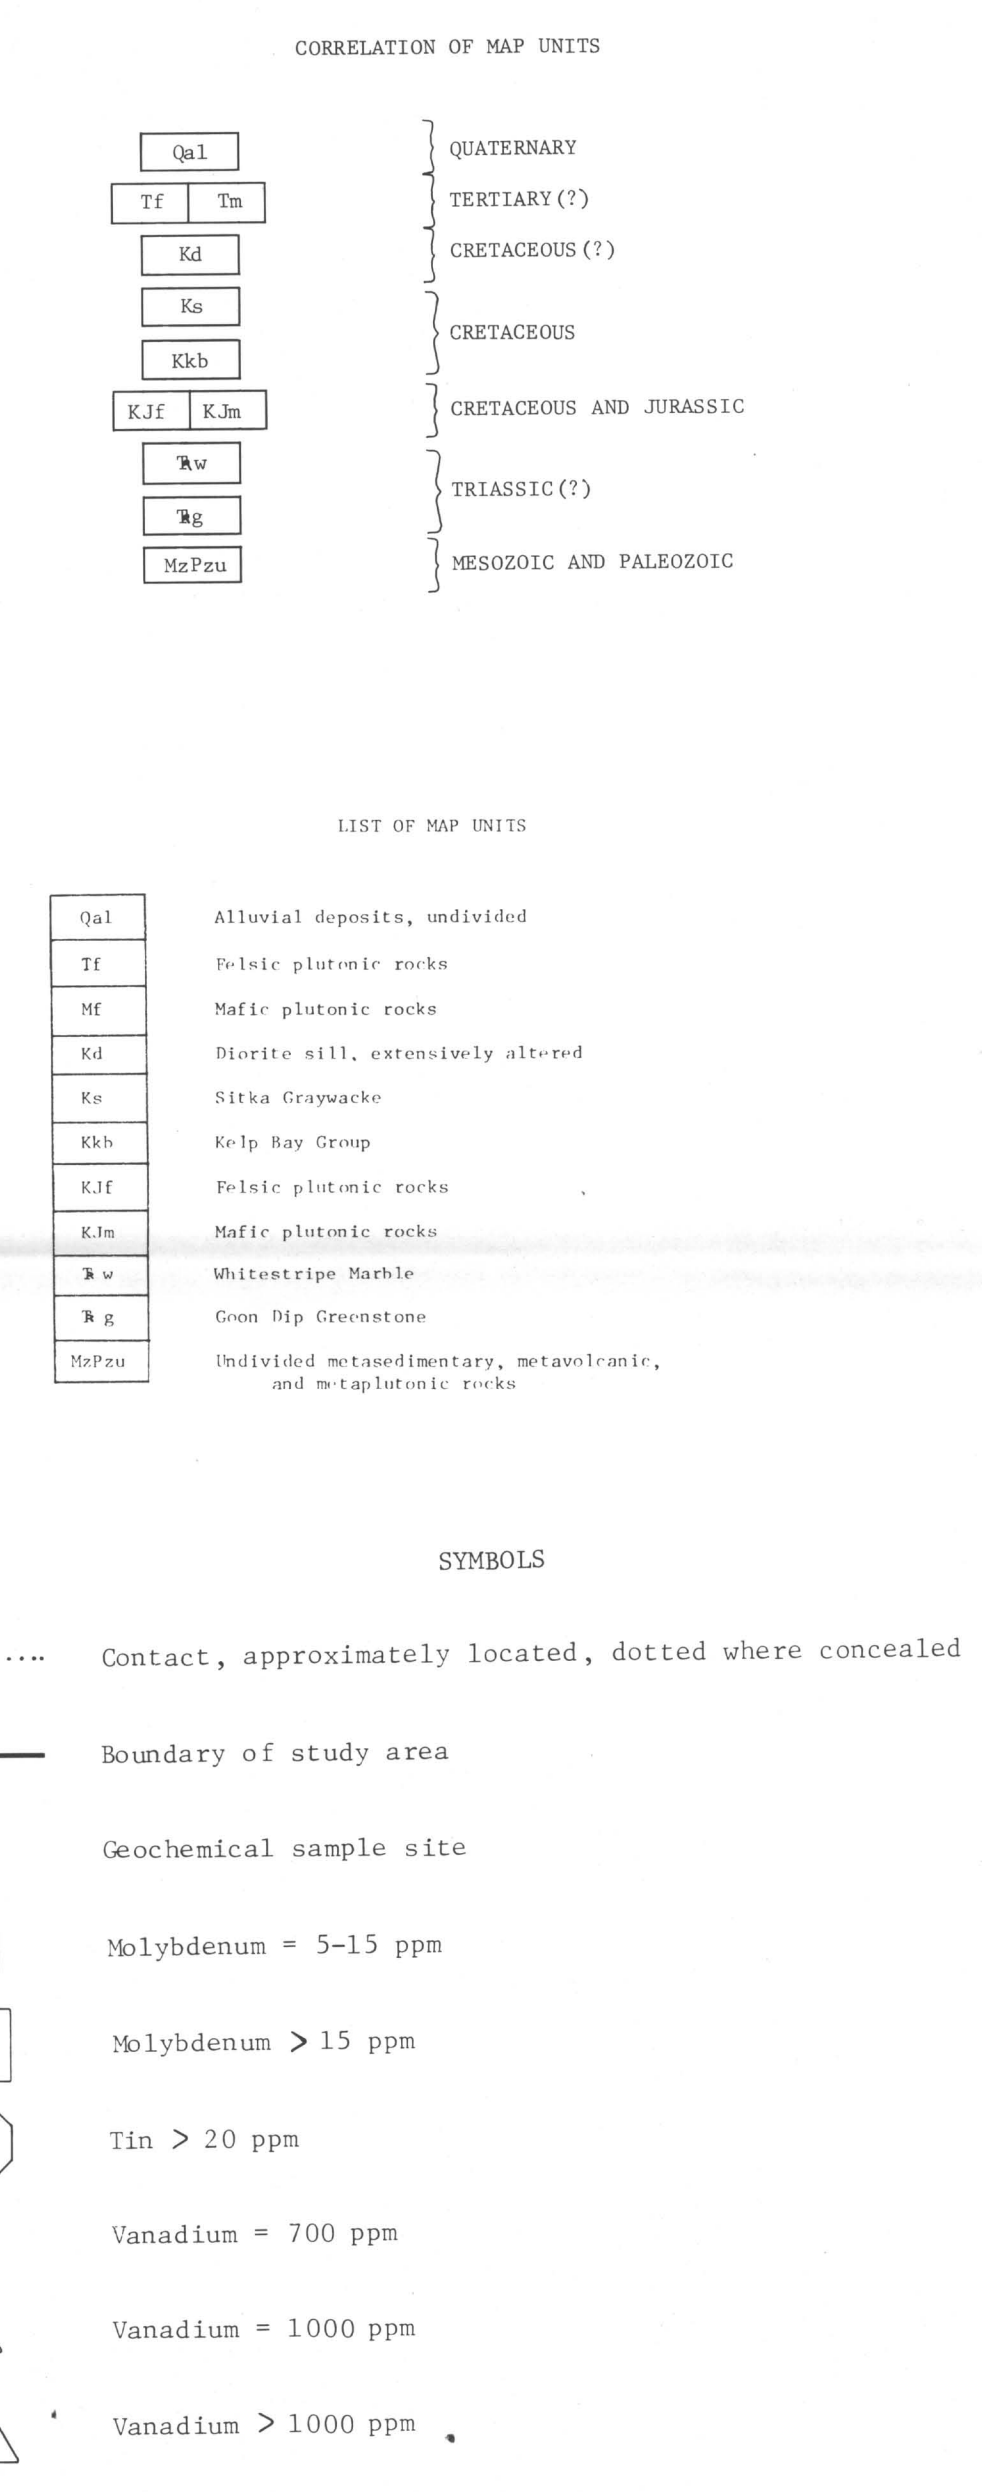 CORRELATION OF MAP UNITS
Qal
QUATERNARY
Tf Tm
TERTIARY(?)
Kd
CRETACEOUS(?)
Ks
CRETACEOUS
Kkb
KJf KJm
CRETACEOUS AND JURASSIC
Ꞧw
TRIASSIC(?)
Ꞧg
MzPzu
MESOZOIC AND PALEOZOIC
LIST OF MAP UNITS
Qal Alluvial deposits, undivided
Tf Felsic plutonic rocks
Mf Mafic plutonic rocks
Kd Diorite sill, extensively altered
Ks Sitka Graywacke
Kkb Kelp Bay Group
KJf Felsic plutonic rocks
KJm Mafic plutonic rocks
Ꞧ w Whitestripe Marble
Ꞧ g Goon Dip Greenstone
MzPzu Undivided metasedimentary, metavolcanic,
and metaplutonic rocks
SYMBOLS
.... Contact, approximately located, dotted where concealed
Boundary of study area
Geochemical sample site
Molybdenum = 5-15 ppm
Molybdenum > 15 ppm
Tin > 20 ppm
Vanadium = 700 ppm
Vanadium = 1000 ppm
Vanadium > 1000 ppm